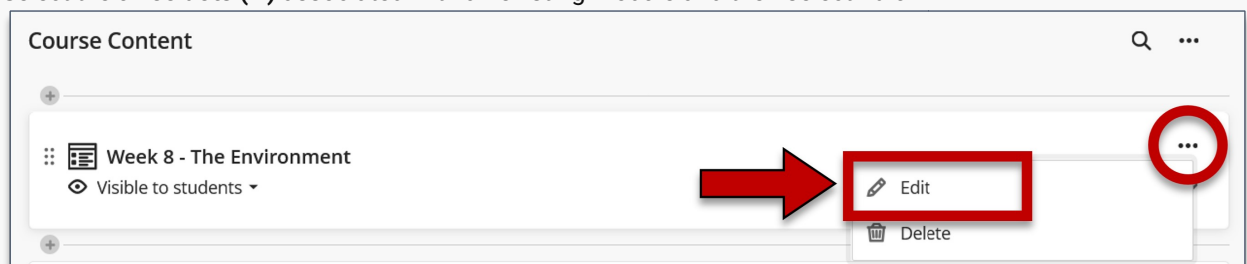 Course Content
Week 8 - The Environment
Visible to students
Edit
Delete